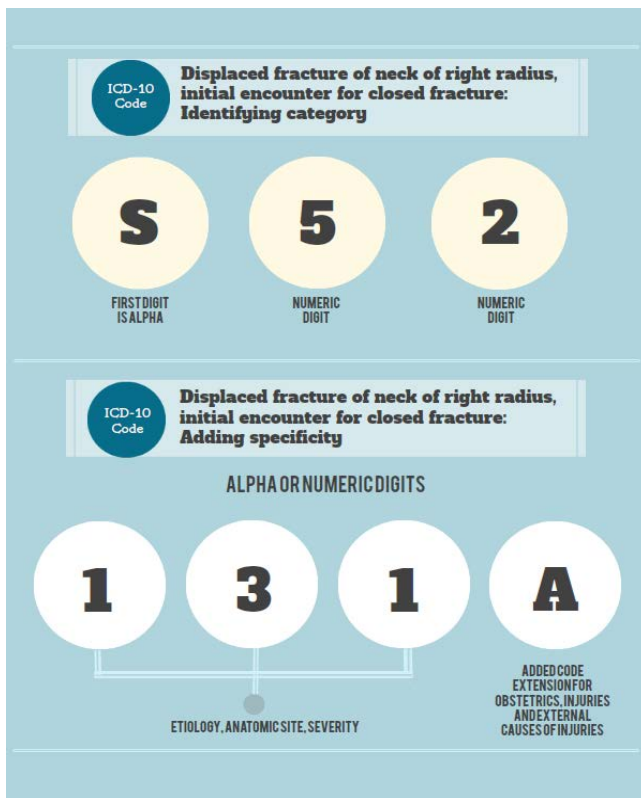 ICD-10
Code
Displaced fracture of neck of right radius,
initial encounter for closed fracture:
Identifying category
S 5 2
FIRST DIGIT
IS ALPHA
NUMERIC
DIGIT
NUMERIC
DIGIT
ICD-10
Code
Displaced fracture of neck of right radius,
initial encounter for closed fracture:
Adding specificity
ALPHA OR NUMERIC DIGITS
1 3 1 A
ETIOLOGY, ANATOMIC SITE, SEVERITY
ADDED CODE
EXTENSION FOR
OBSTETRICS, INJURIES
AND EXTERNAL
CAUSES OF INJURIES